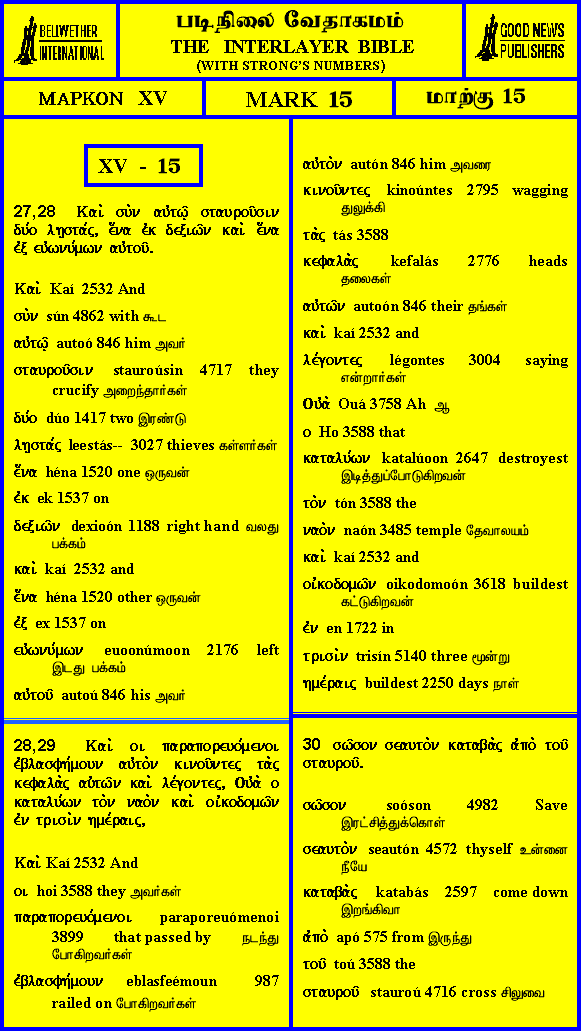 BELLWETHER
INTERNATIONAL
படிநிலை வேதாகமம்
THE INTERLAYER BIBLE
(WITH STRONG'S NUMBERS)
GOOD NEWS
PUBLISHERS
ΜΑΡΚΟΝ XV
MARK 15
மாற்கு 15
XV - 15
27,28 Καὶ σὺν αὐτῷ σταυροῦσιν
δύο λῃστάς, ἕνα ἐκ δεξιῶν καὶ ἕνα
ἐξ εὐωνύμων αὐτοῦ.
Καὶ Kaí 2532 And
σὺν sún 4862 with கூட
αὐτῷ autoó 846 him அவர்
σταυροῦσιν stauroúsin 4717 they
crucify அறைந்தார்கள்
δύο dúo 1417 two இரண்டு
λῃστάς leestás-- 3027 thieves கள்ளர்கள்
ἕνα héna 1520 one ஒருவன்
ἐκ ek 1537 on
δεξιῶν dexioón 1188 right hand வலது
பக்கம்
καὶ kaí 2532 and
ἕνα héna 1520 other ஒருவன்
ἐξ ex 1537 on
εὐωνύμων euoonúmoon 2176 left
இடது பக்கம்
αὐτοῦ autoú 846 his அவர்
28,29 Καὶ οι παραπορευόμενοι
ἐβλασφήμουν αὐτὸν κινοῦντες τὰς
κεφαλὰς αὐτῶν καὶ λέγοντες, Οὐὰ ο
καταλύων τὸν ναὸν καὶ οἰκοδομῶν
ἐν τρισὶν ημέραις,
Καὶ Kaí 2532 And
οι hoi 3588 they அவர்கள்
παραπορευόμενοι paraporeuómenoi
3899 that passed by நடந்து
போகிறவர்கள்
ἐβλασφήμουν eblasfeémoun 987
railed on போகிறவர்கள்
αὐτὸν autón 846 him அவரை
κινοῦντες kinoúntes 2795 wagging
துலுக்கி
τὰς tás 3588
κεφαλὰς kefalás 2776 heads
தலைகள்
αὐτῶν autoón 846 their தங்கள்
καὶ kaí 2532 and
λέγοντες légontes 3004 saying
என்றார்கள்
Οὐὰ Ouá 3758 Ah ஆ
ο Ho 3588 that
καταλύων katalúoon 2647 destroyest
இடித்துப்போடுகிறவன்
τὸν tón 3588 the
ναὸν naón 3485 temple தேவாலயம்
καὶ kaí 2532 and
οἰκοδομῶν oikodomoón 3618 buildest
கட்டுகிறவன்
ἐν en 1722 in
τρισὶν trisín 5140 three மூன்று
ημέραις buildest 2250 days நாள்
30 σῶσον σεαυτὸν καταβὰς ἀπὸ τοῦ
σταυροῦ.
σῶσον soóson 4982 Save
இரட்சித்துக்கொள்
σεαυτὸν seautón 4572 thyself உன்னை
நீயே
καταβὰς katabás 2597 come down
இறங்கிவா
ἀπὸ apó 575 from இருந்து
τοῦ toú 3588 the
σταυροῦ stauroú 4716 cross சிலுவை